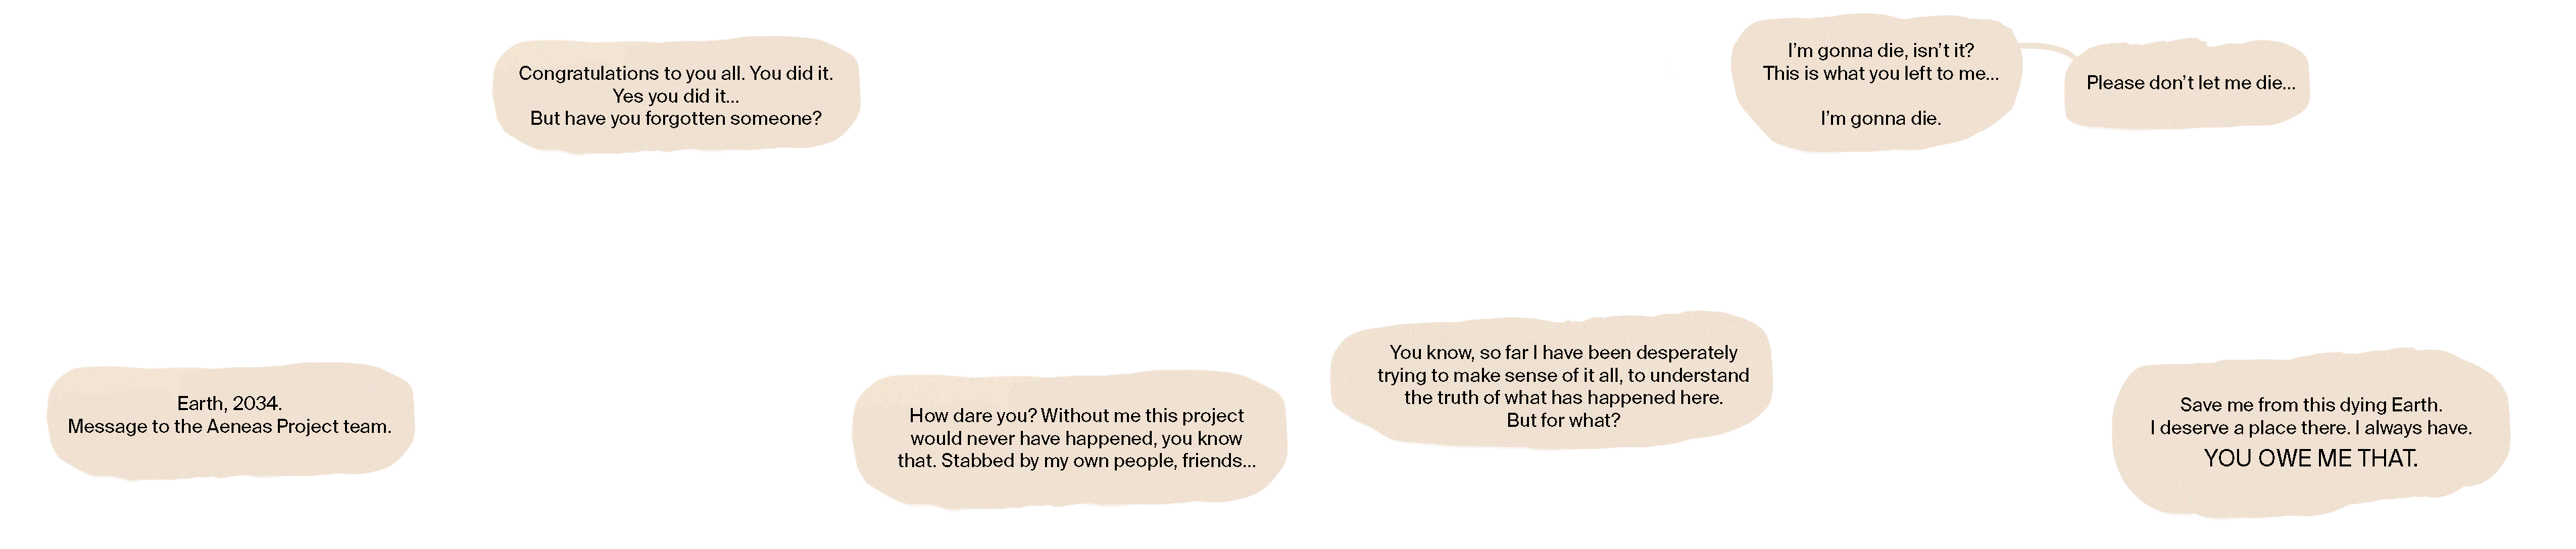 Earth, 2034.
Message to the Aeneas Project team.
Congratulations to you all. You did it.
Yes you did it...
But have you forgotten someone?
How dare you? Without me this project
would never have happened, you know
that. Stabbed by my own people, friends...
You know, so far I have been desperately
trying to make sense of it all, to understand
the truth of what has happened here.
But for what?
I'm gonna die, isn't it?
This is what you left to me...
I'm gonna die.
Please don't let me die...
Save me from this dying Earth.
I deserve a place there. I always have.
YOU OWE ME THAT.